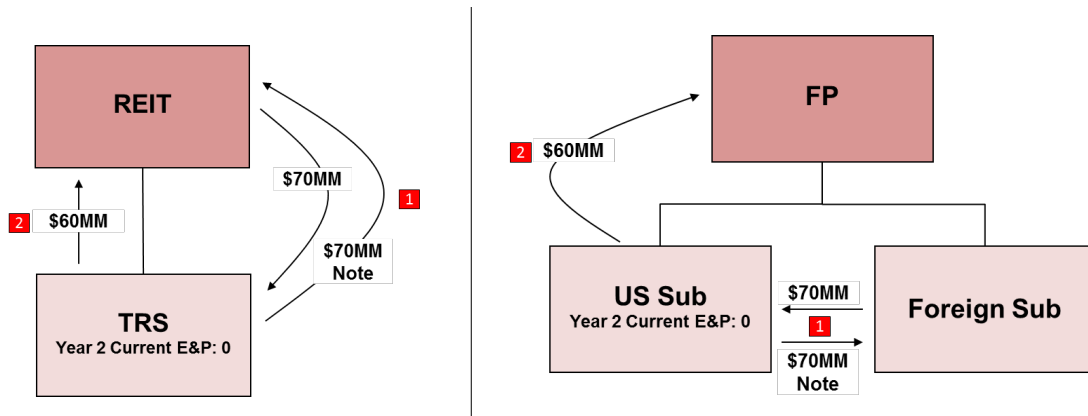 REIT
$70MM
2
$60MM
1
$70MM
Note
TRS
Year 2 Current E&P: 0
FP
2
$60MM
US Sub
Year 2 Current E&P: 0
$70MM
1
$70MM
Note
Foreign Sub